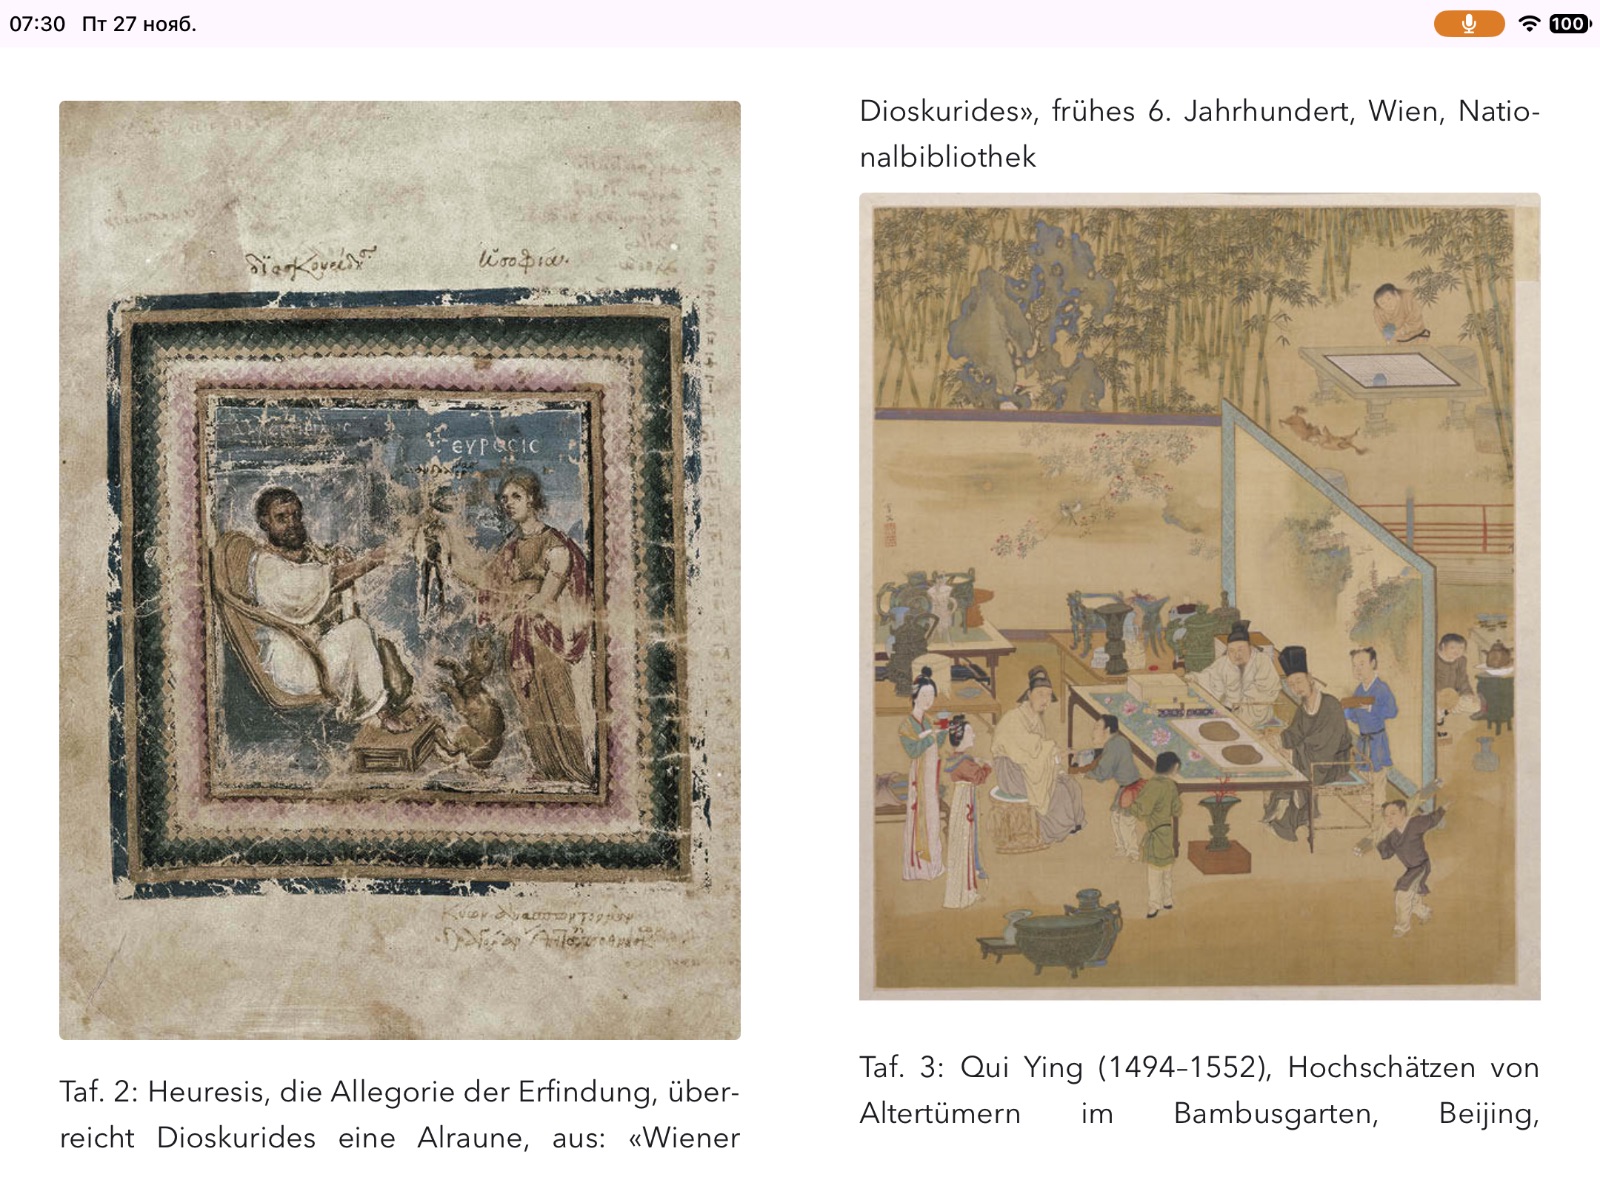 07:30 Пт 27 нояб.
100
ευρεσις
Taf. 2: Heuresis, die Allegorie der Erfindung, über-
reicht Dioskurides eine Alraune, aus: «Wiener
Dioskurides», frühes 6. Jahrhundert, Wien, Natio-
nalbibliothek
Taf. 3: Qui Ying (1494–1552), Hochschätzen von
Altertümern im Bambusgarten, Beijing,